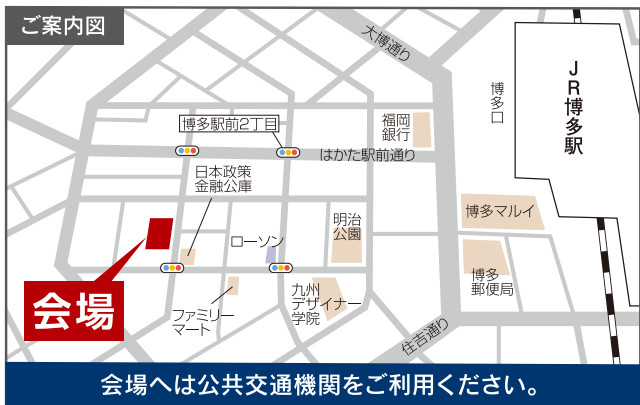 ご案内図
大博通り
JR博多駅
博多口
福岡
銀行
博多駅前2丁目
はかた駅前通り
日本政策
金融公庫
博多マルイ
明治
公園
ローソン
会場
博多
郵便局
九州
デザイナー
学院
ファミリー
マート
住吉通り
会場へは公共交通機関をご利用ください。